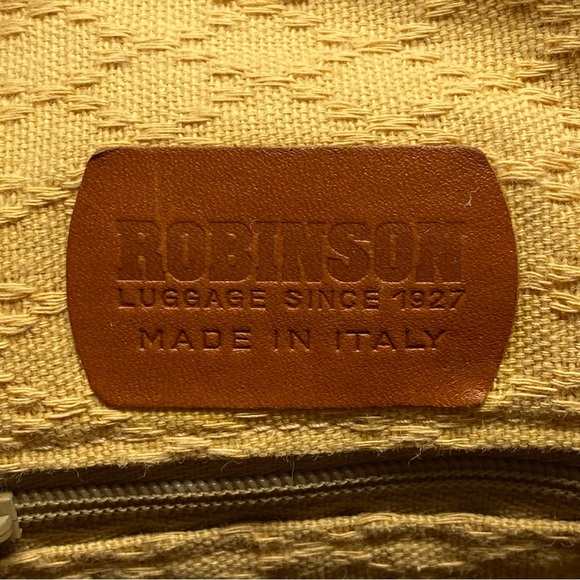 ROBINSON
LUGGAGE SINCE 1927
MADE IN ITALY